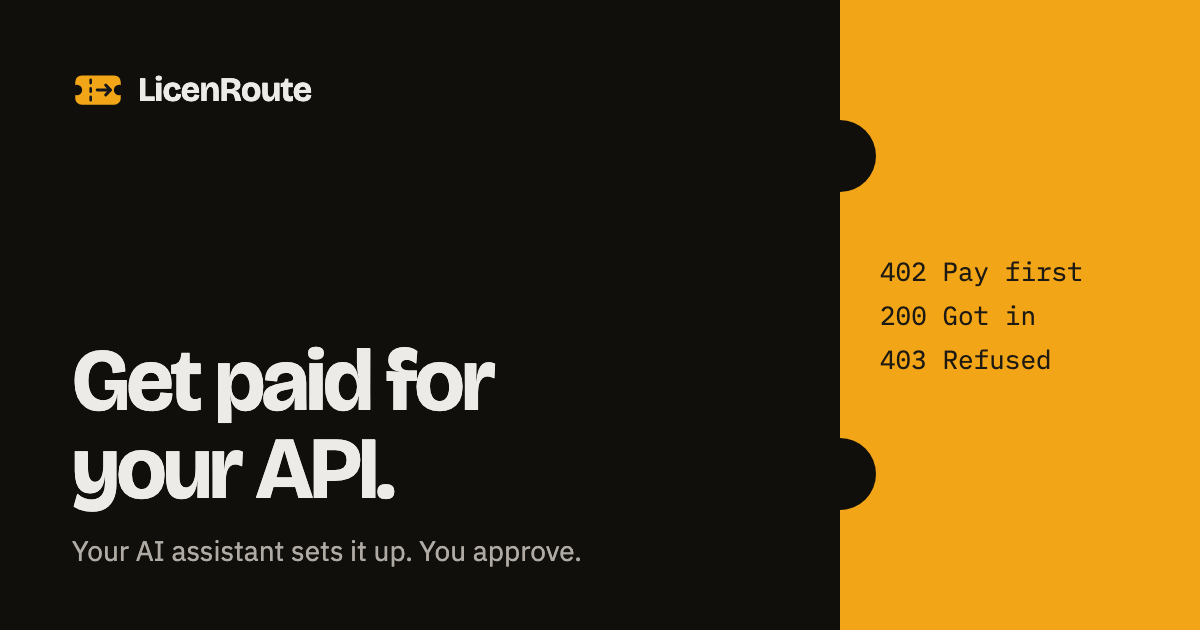 LicenRoute
Get paid for
your API.
Your AI assistant sets it up. You approve.
402 Pay first
200 Got in
403 Refused